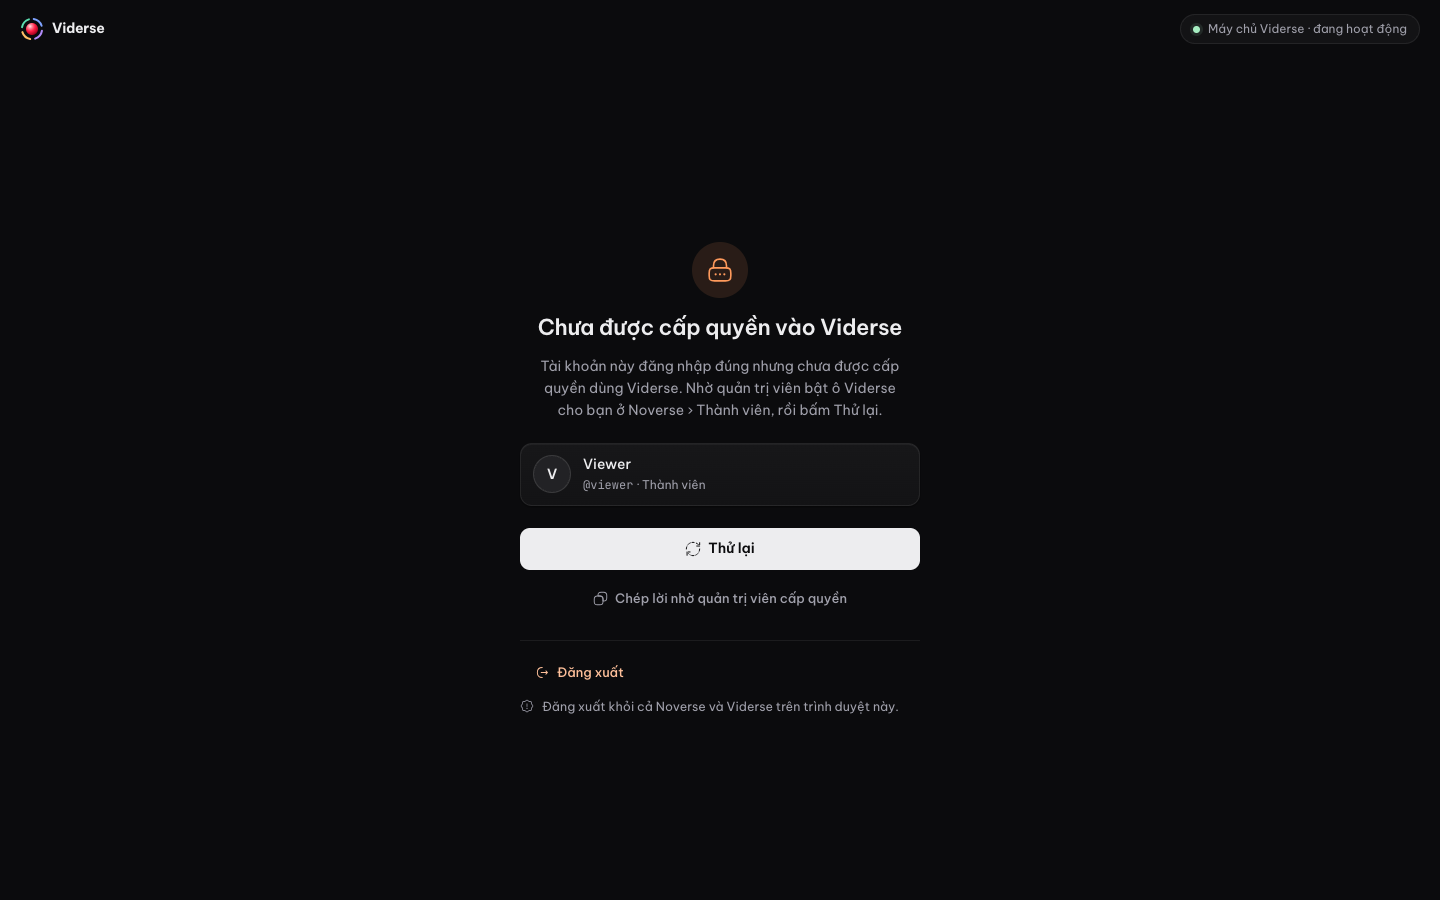 Viderse
Máy chủ Viderse · đang hoạt động
Chưa được cấp quyền vào Viderse
Tài khoản này đăng nhập đúng nhưng chưa được cấp
quyền dùng Viderse. Nhờ quản trị viên bật ô Viderse
cho bạn ở Noverse › Thành viên, rồi bấm Thử lại.
V
Viewer
@viewer · Thành viên
Thử lại
Chép lời nhờ quản trị viên cấp quyền
Đăng xuất
Đăng xuất khỏi cả Noverse và Viderse trên trình duyệt này.